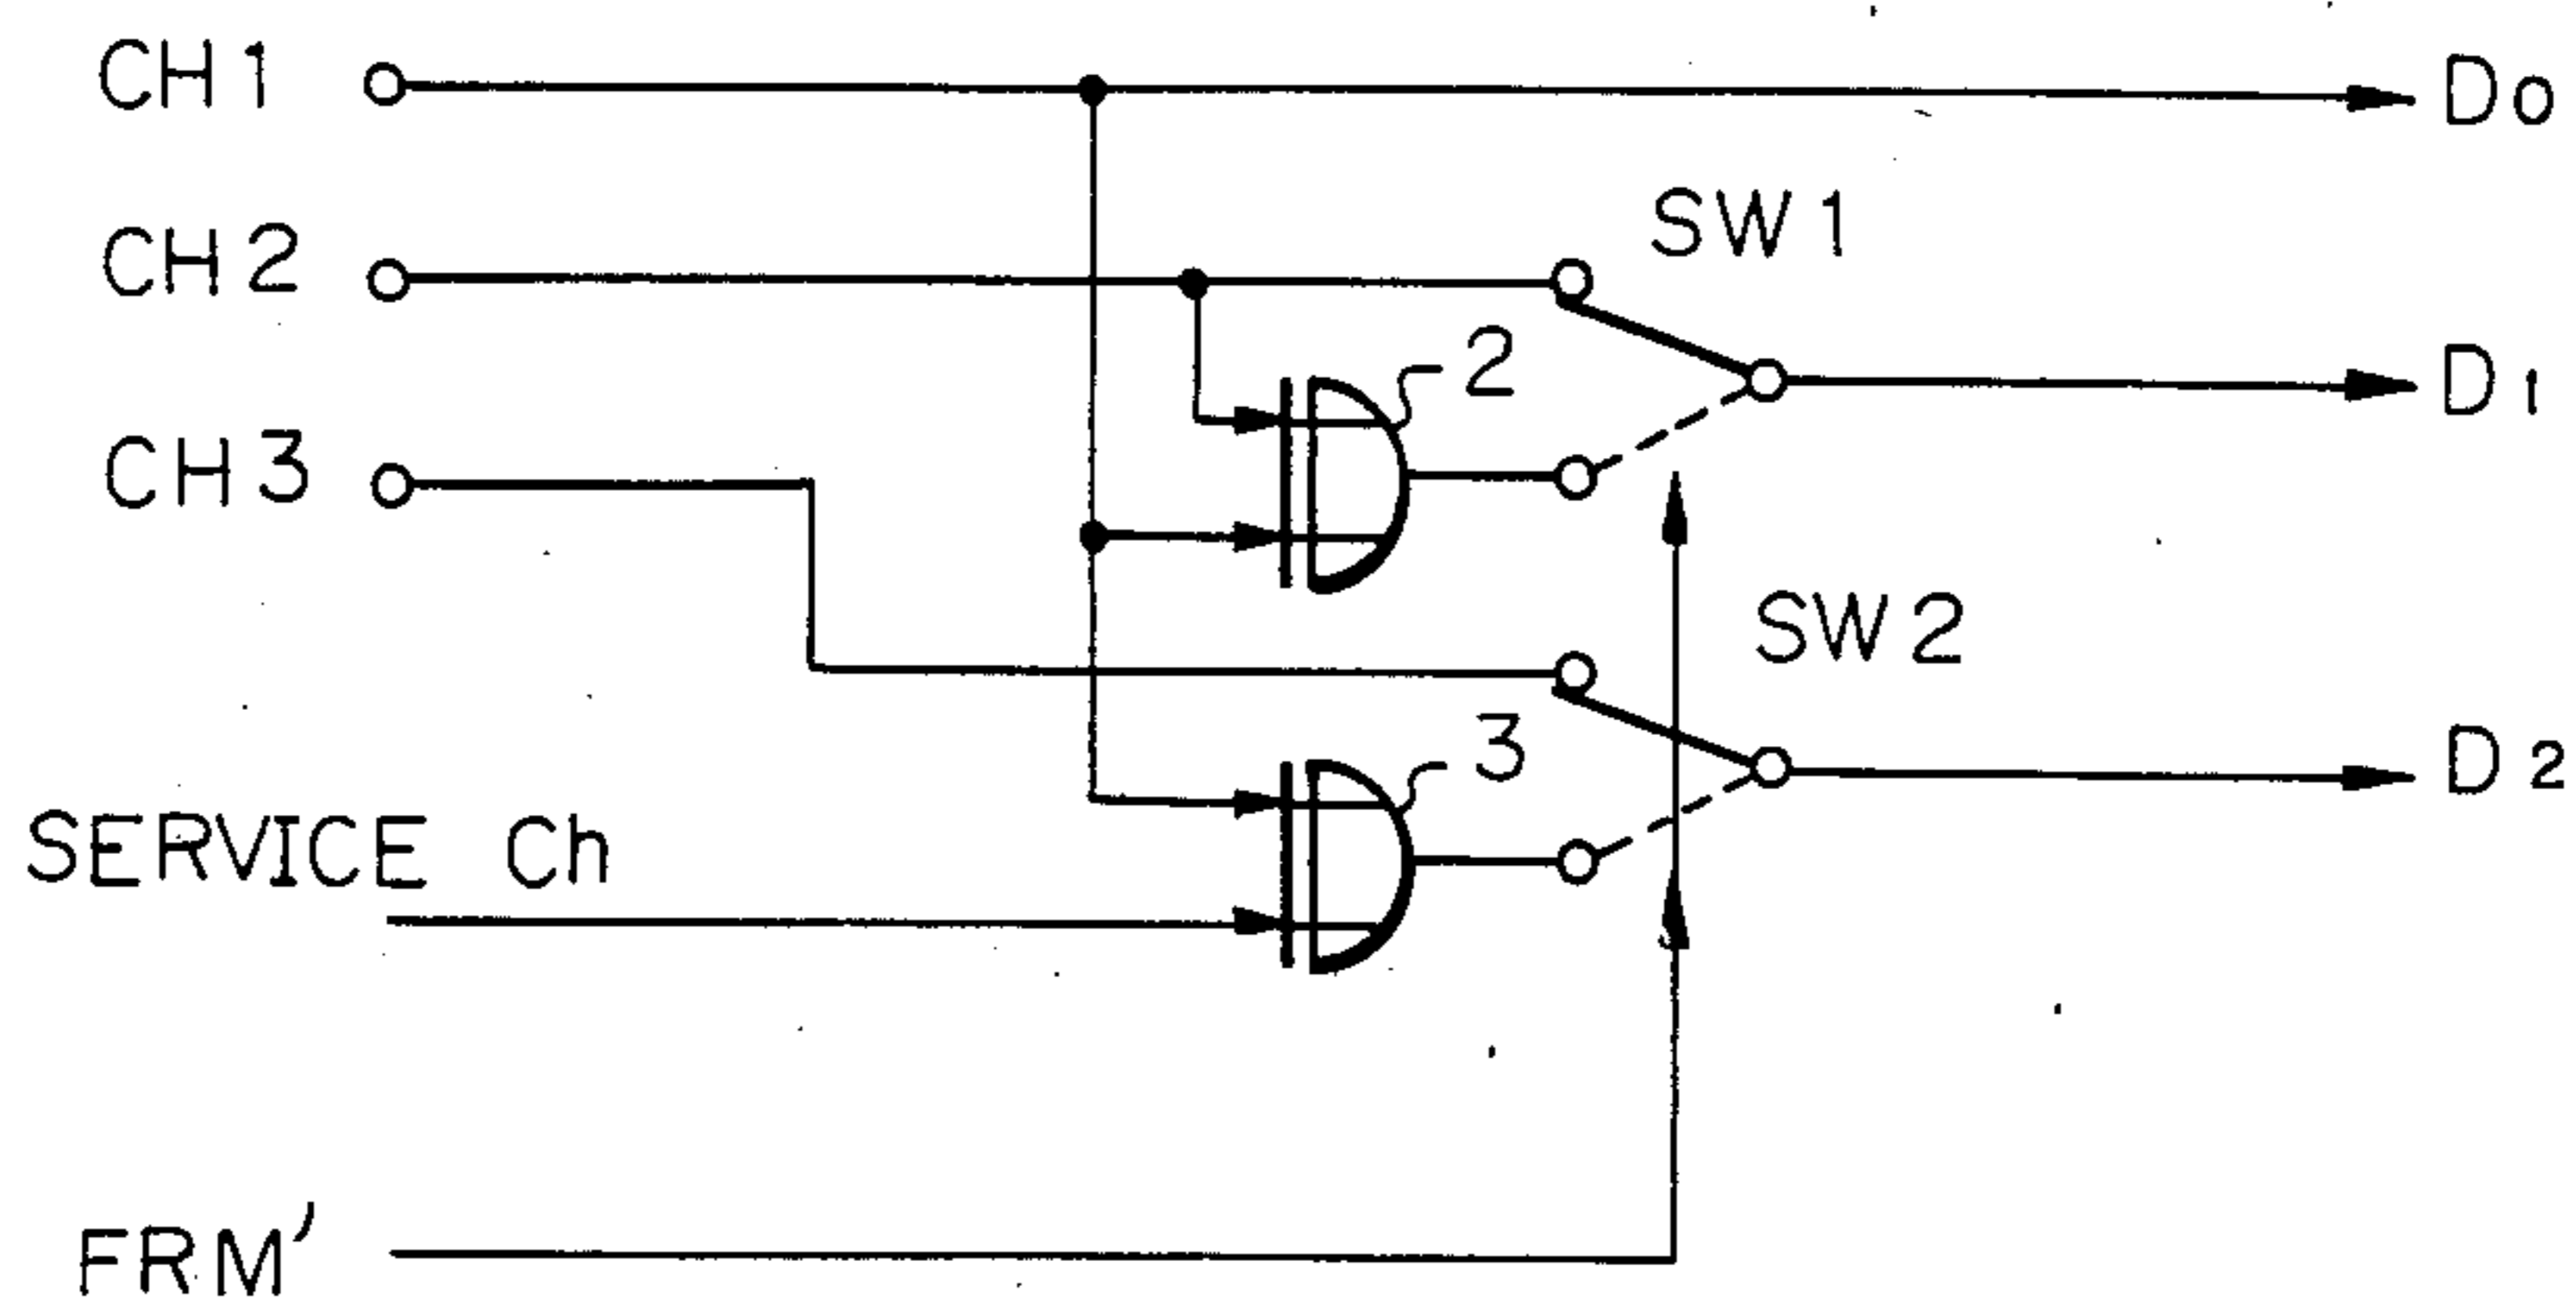 CH1
Do
CH2
SW1
2
D1
CH3
SW2
3
D2
SERVICE Ch
FRM'